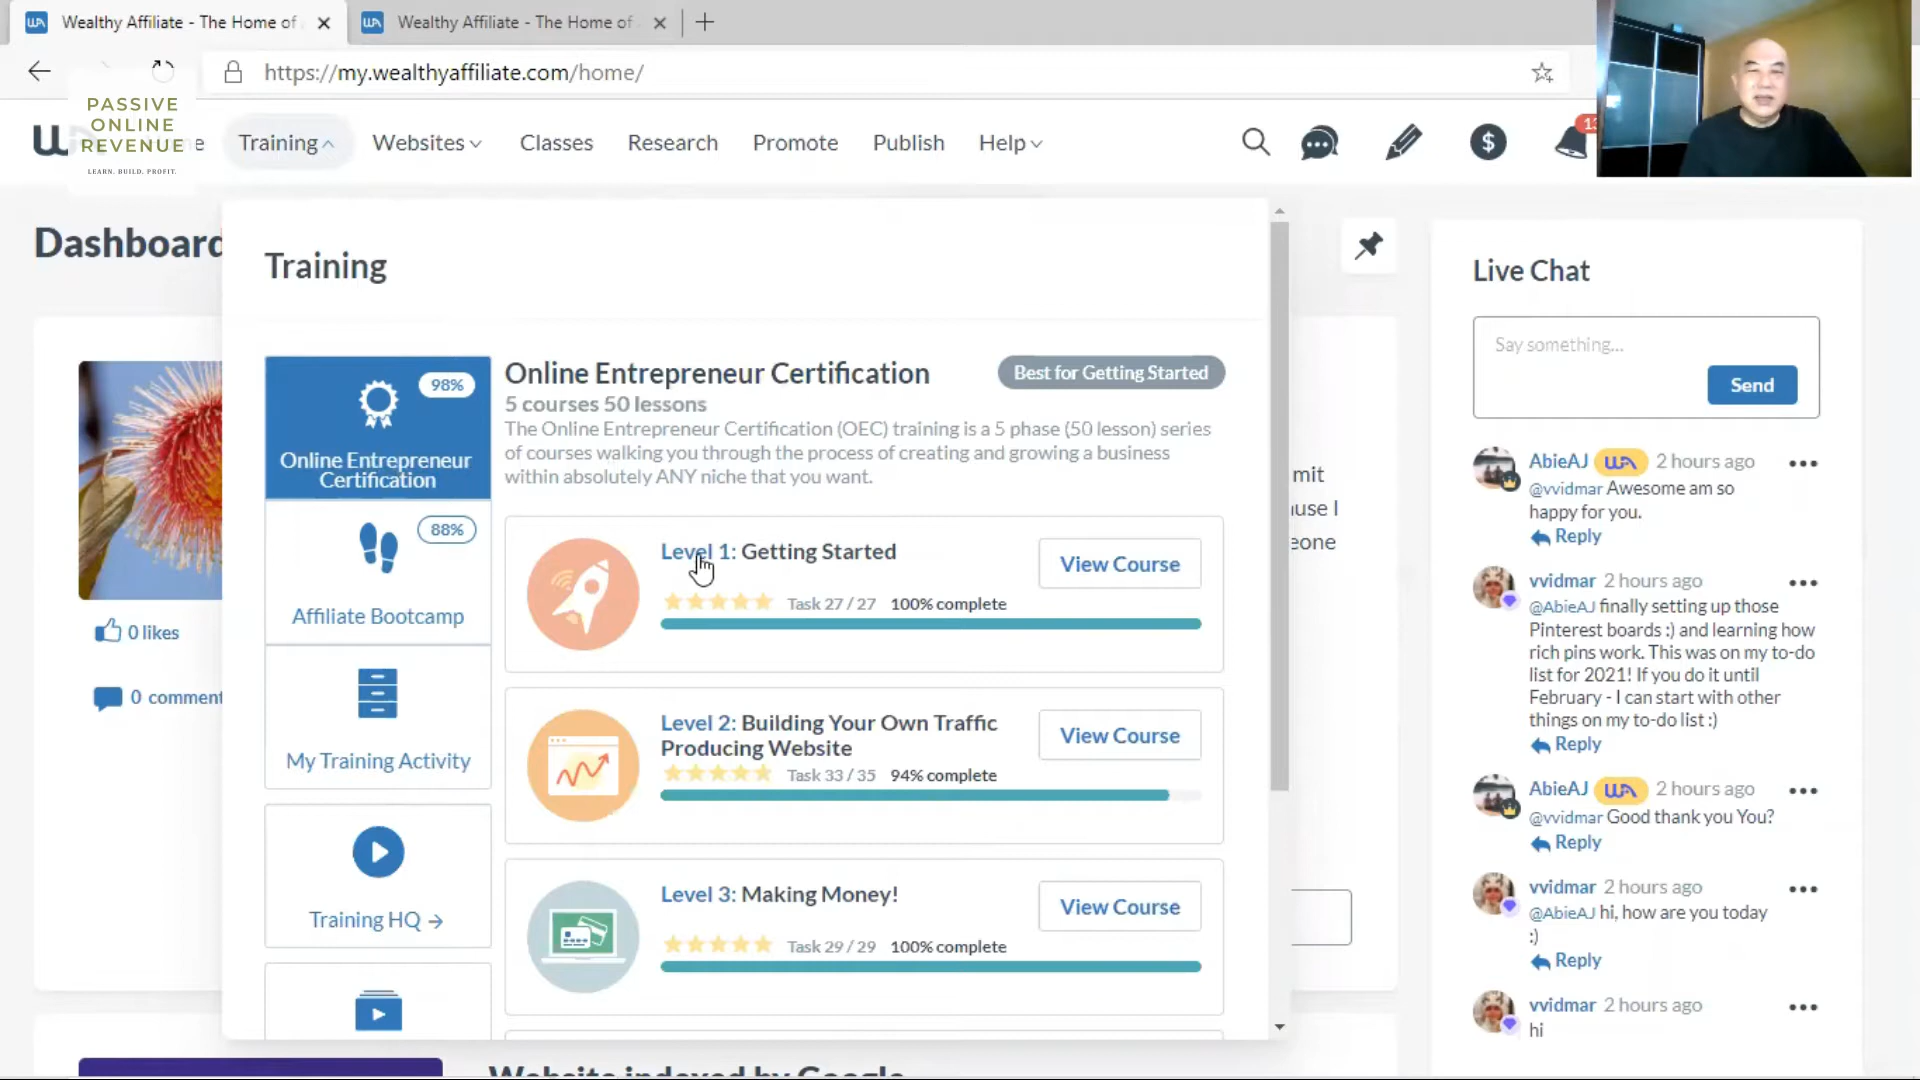 Wealthy Affiliate - The Home of
Wealthy Affiliate - The Home of
https://my.wealthyaffiliate.com/home/
PASSIVE
ONLINE
REVENUE
LEARN. BUILD. PROFIT.
Training
Websites
Classes
Research
Promote
Publish
Help
$
Dashboard
Training
98%
Online Entrepreneur
Certification
88%
Affiliate Bootcamp
My Training Activity
Training HQ →
Online Entrepreneur Certification
Best for Getting Started
5 courses 50 lessons
The Online Entrepreneur Certification (OEC) training is a 5 phase (50 lesson) series
of courses walking you through the process of creating and growing a business
within absolutely ANY niche that you want.
Level 1: Getting Started
View Course
Task 27 / 27 100% complete
Level 2: Building Your Own Traffic
Producing Website
View Course
Task 33 / 35 94% complete
Level 3: Making Money!
View Course
Task 29 / 29 100% complete
0 likes
0 comment
mit
use I
eone
Live Chat
Say something...
Send
AbieAJ WA 2 hours ago
@vvidmar Awesome am so
happy for you.
Reply
vvidmar 2 hours ago
@AbieAJ finally setting up those
Pinterest boards :) and learning how
rich pins work. This was on my to-do
list for 2021! If you do it until
February - I can start with other
things on my to-do list :)
Reply
AbieAJ WA 2 hours ago
@vvidmar Good thank you You?
Reply
vvidmar 2 hours ago
@AbieAJ hi, how are you today
:)
Reply
vvidmar 2 hours ago
hi
Website indexed by Google